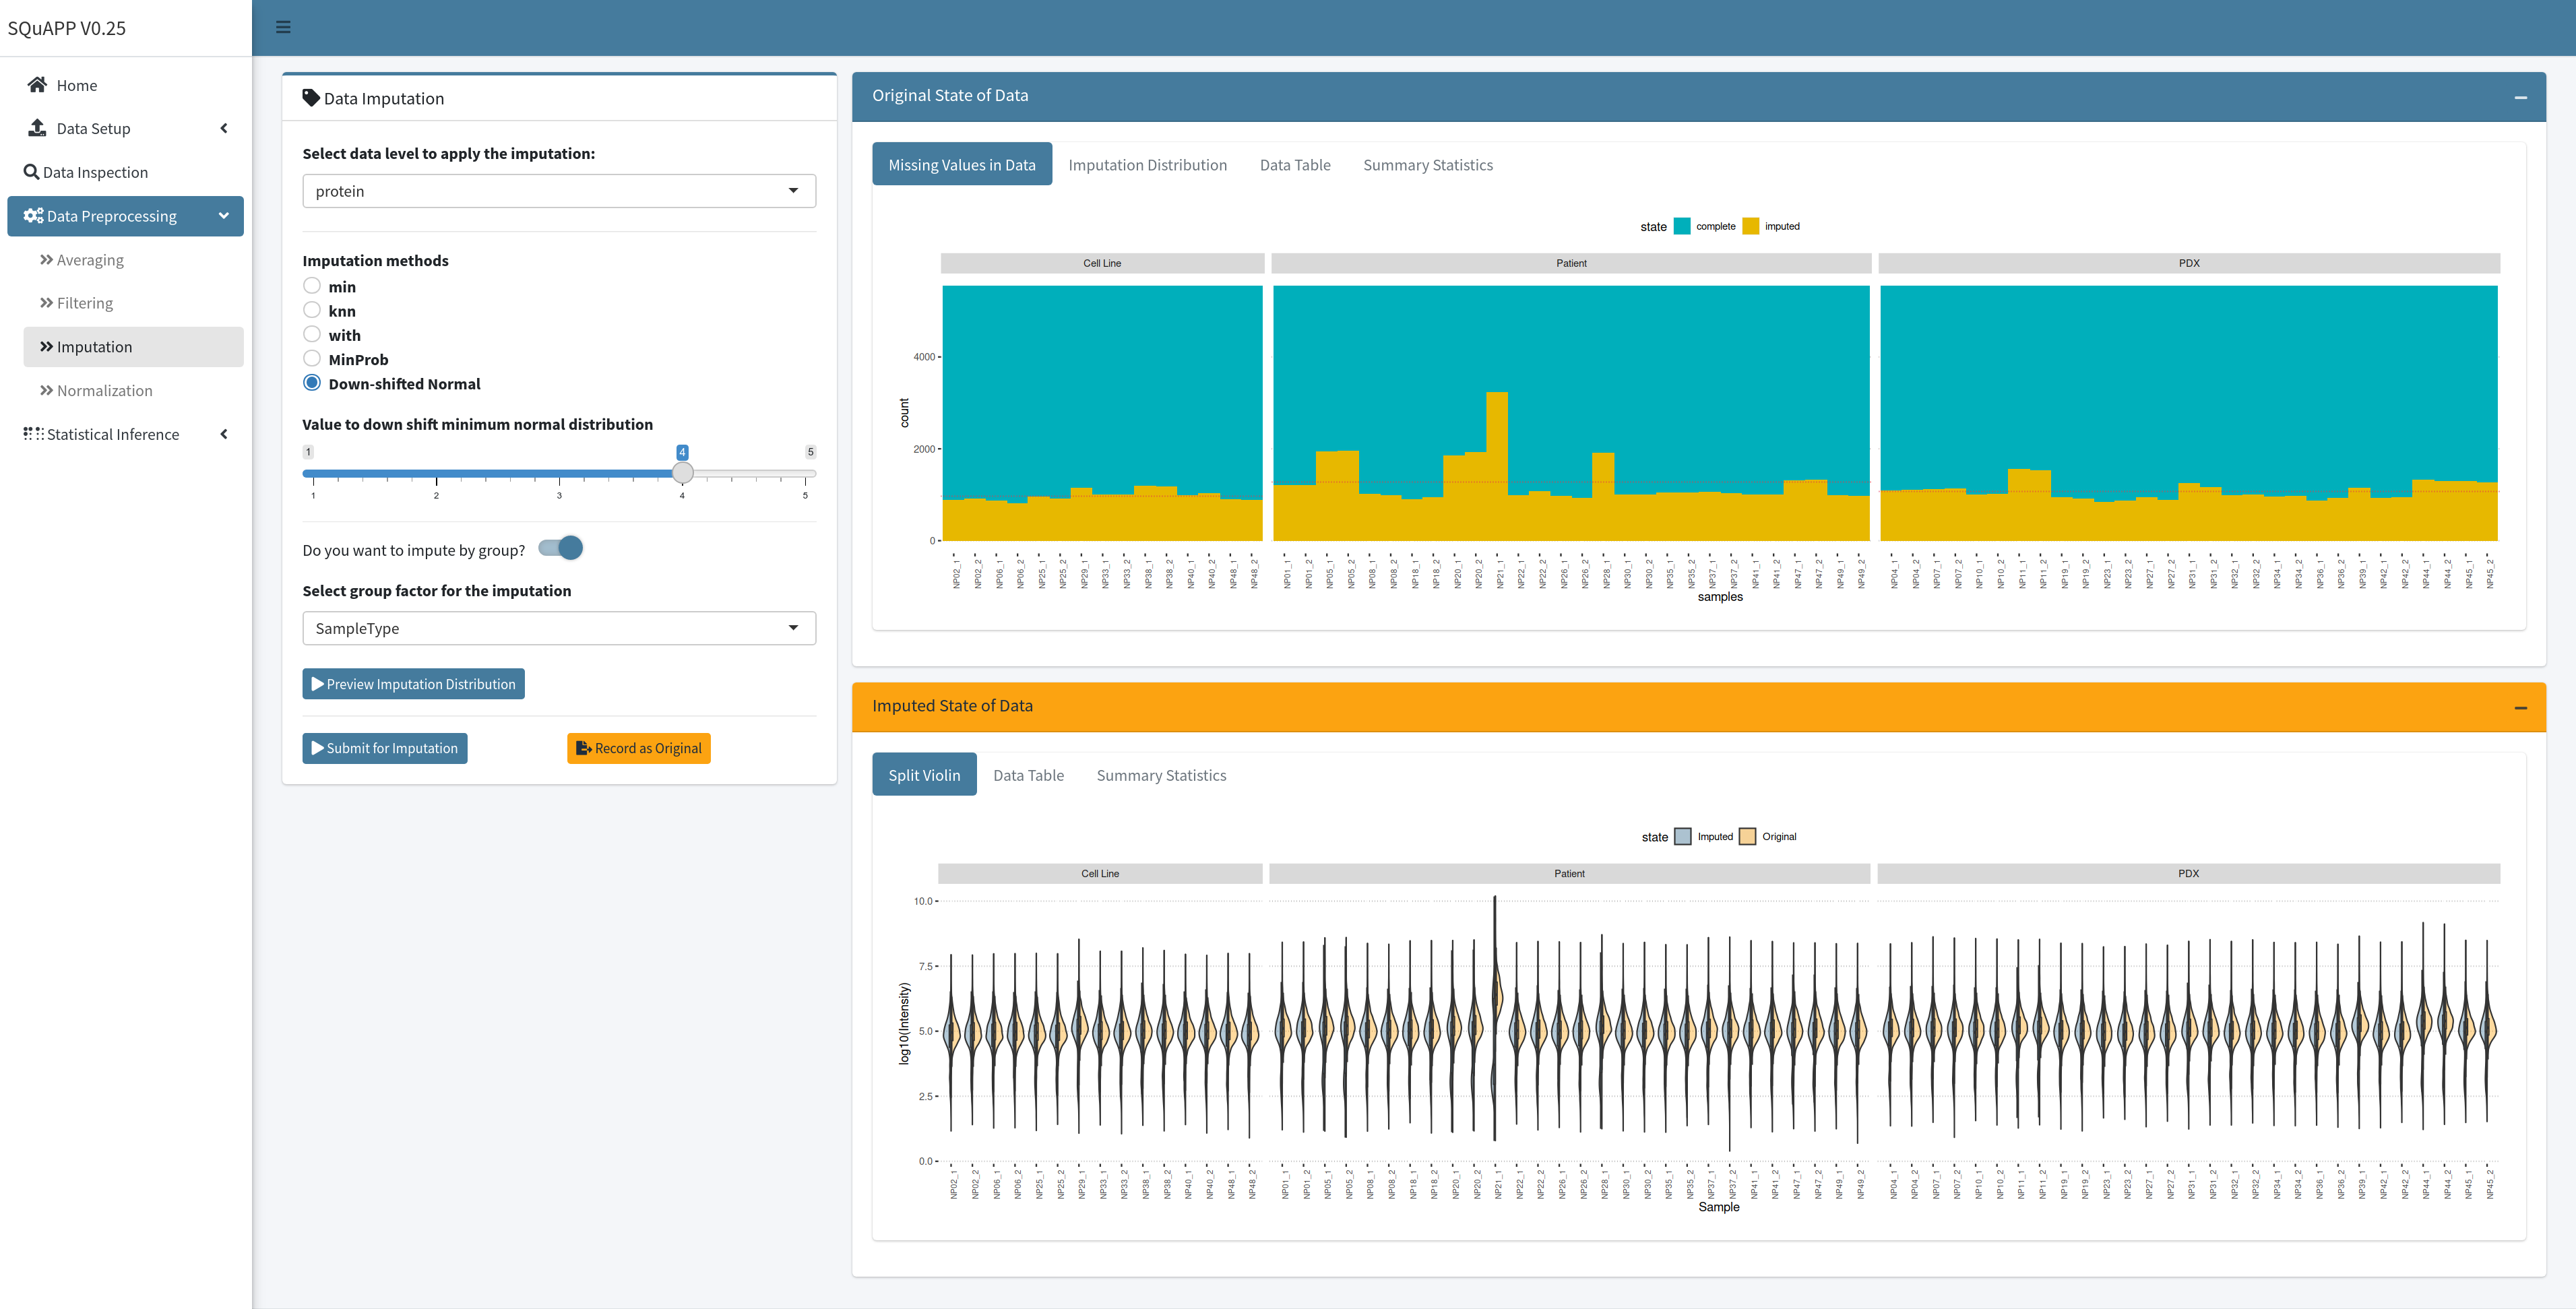 SQuAPP V0.25
Home
Data Setup
Data Inspection
Data Preprocessing
Averaging
Filtering
Imputation
Normalization
Statistical Inference
Data Imputation
Select data level to apply the imputation:
protein
Imputation methods
min
knn
with
MinProb
Down-shifted Normal
Value to down shift minimum normal distribution
1 4 5
1 2 3 4 5
Do you want to impute by group?
Select group factor for the imputation
SampleType
Preview Imputation Distribution
Submit for Imputation Record as Original
Original State of Data
Missing Values in Data Imputation Distribution Data Table Summary Statistics
state complete imputed
Cell Line Patient PDX
count
4000
2000
0
NP02_1 NP02_2 NP06_1 NP06_2 NP25_1 NP25_2 NP29_1 NP33_1 NP33_2 NP38_1 NP38_2 NP40_1 NP40_2 NP48_1 NP48_2 NP01_1 NP01_2 NP05_1 NP05_2 NP08_1 NP08_2 NP18_1 NP18_2 NP20_1 NP20_2 NP21_1 NP22_1 NP22_2 NP26_1 NP26_2 NP28_1 NP30_1 NP30_2 NP35_1 NP35_2 NP37_1 NP37_2 NP41_1 NP41_2 NP47_1 NP47_2 NP49_1 NP49_2 NP04_1 NP04_2 NP07_1 NP07_2 NP10_1 NP10_2 NP11_1 NP11_2 NP19_1 NP19_2 NP23_1 NP23_2 NP27_1 NP27_2 NP31_1 NP31_2 NP32_1 NP32_2 NP34_1 NP34_2 NP36_1 NP36_2 NP39_1 NP42_1 NP42_2 NP44_1 NP44_2 NP45_1 NP45_2
samples
Imputed State of Data
Split Violin Data Table Summary Statistics
state Imputed Original
Cell Line Patient PDX
log10(Intensity)
10.0
7.5
5.0
2.5
0.0
NP02_1 NP02_2 NP06_1 NP06_2 NP25_1 NP25_2 NP29_1 NP33_1 NP33_2 NP38_1 NP38_2 NP40_1 NP40_2 NP48_1 NP48_2 NP01_1 NP01_2 NP05_1 NP05_2 NP08_1 NP08_2 NP18_1 NP18_2 NP20_1 NP20_2 NP21_1 NP22_1 NP22_2 NP26_1 NP26_2 NP28_1 NP30_1 NP30_2 NP35_1 NP35_2 NP37_1 NP37_2 NP41_1 NP41_2 NP47_1 NP47_2 NP49_1 NP49_2 NP04_1 NP04_2 NP07_1 NP07_2 NP10_1 NP10_2 NP11_1 NP11_2 NP19_1 NP19_2 NP23_1 NP23_2 NP27_1 NP27_2 NP31_1 NP31_2 NP32_1 NP32_2 NP34_1 NP34_2 NP36_1 NP36_2 NP39_1 NP42_1 NP42_2 NP44_1 NP44_2 NP45_1 NP45_2
Sample